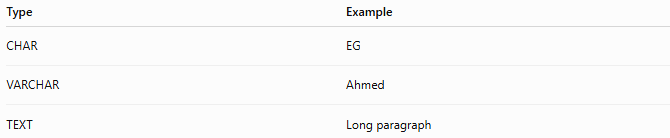 Type Example
CHAR EG
VARCHAR Ahmed
TEXT Long paragraph